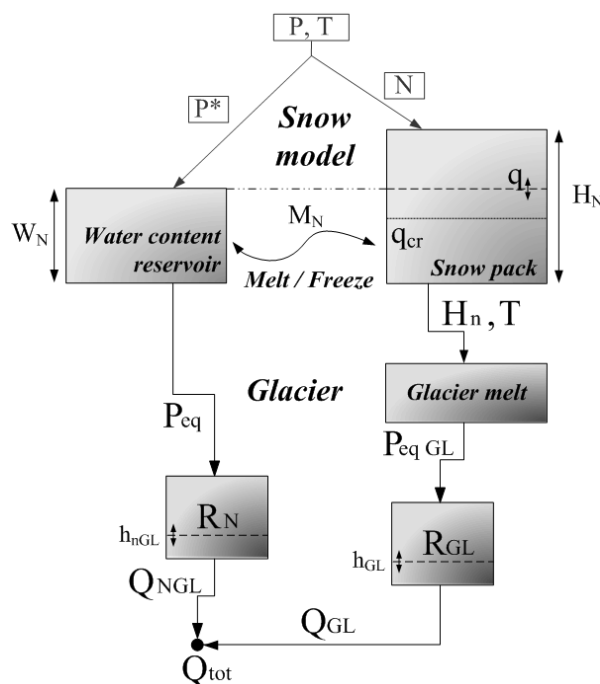 P, T
P*
N
Snow
model
q
H_N
W_N
Water content
reservoir
M_N
q_cr
Melt / Freeze
Snow pack
H_n , T
Glacier
Glacier melt
P_eq
P_eq GL
R_N
h_nGL
R_GL
h_GL
Q_NGL
Q_GL
Q_tot